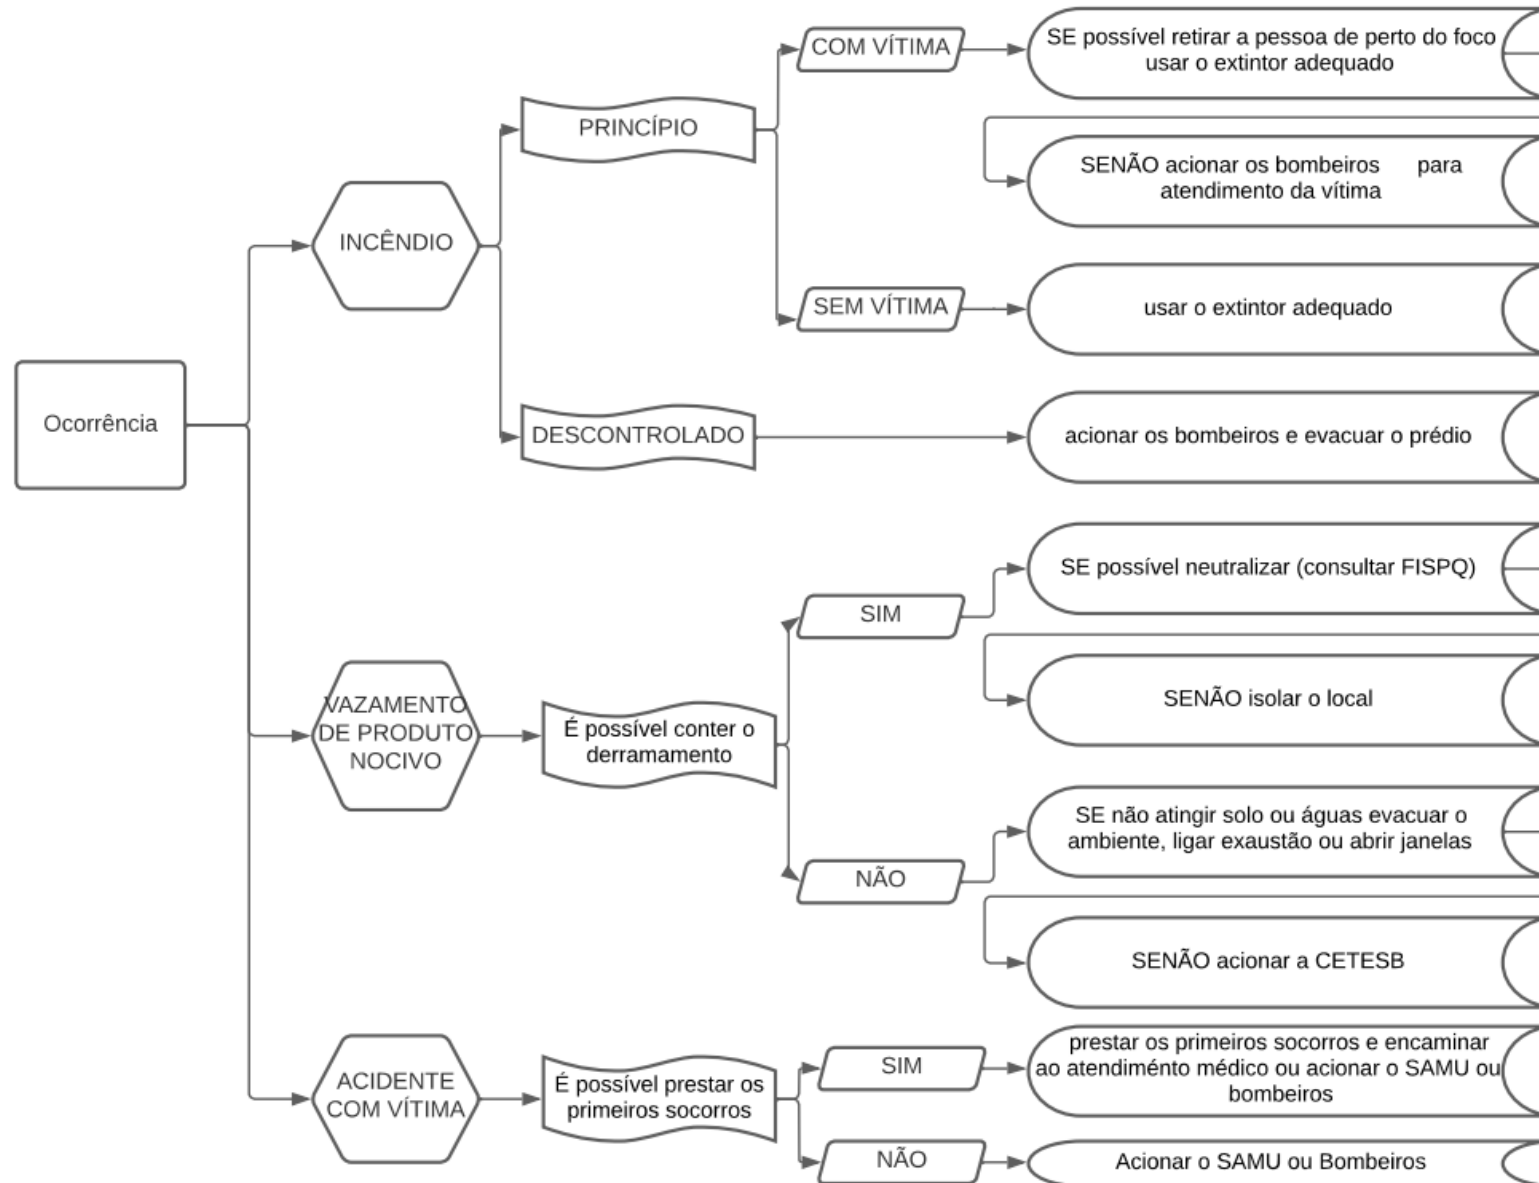 COM VÍTIMA
SE possível retirar a pessoa de perto do foco
usar o extintor adequado
PRINCÍPIO
SENÃO acionar os bombeiros para
atendimento da vítima
INCÊNDIO
SEM VÍTIMA
usar o extintor adequado
Ocorrência
DESCONTROLADO
acionar os bombeiros e evacuar o prédio
SE possível neutralizar (consultar FISPQ)
SIM
VAZAMENTO
DE PRODUTO
NOCIVO
É possível conter o
derramamento
SENÃO isolar o local
SE não atingir solo ou águas evacuar o
ambiente, ligar exaustão ou abrir janelas
NÃO
SENÃO acionar a CETESB
ACIDENTE
COM VÍTIMA
É possível prestar os
primeiros socorros
SIM
prestar os primeiros socorros e encaminar
ao atendiménto médico ou acionar o SAMU ou
bombeiros
NÃO
Acionar o SAMU ou Bombeiros